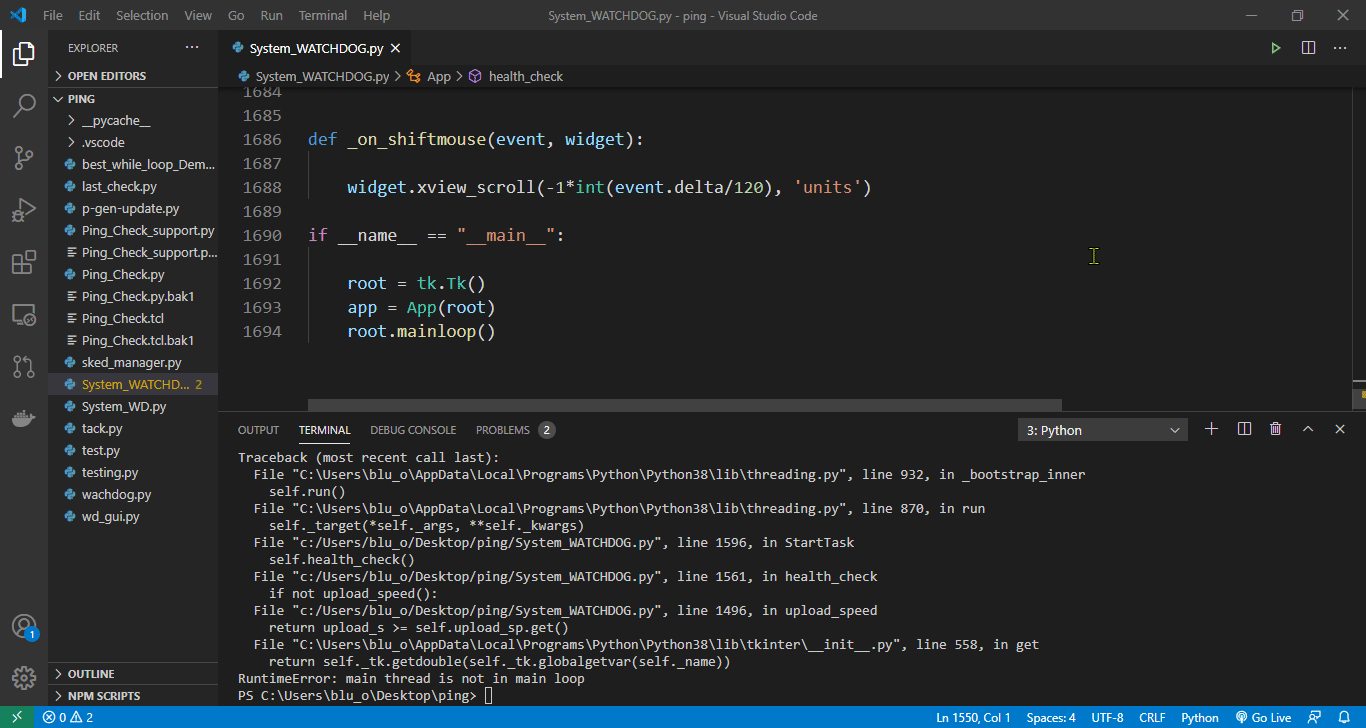 File Edit Selection View Go Run Terminal Help
System_WATCHDOG.py - ping - Visual Studio Code
EXPLORER
OPEN EDITORS
PING
__pycache__
.vscode
best_while_loop_Dem...
last_check.py
p-gen-update.py
Ping_Check_support.py
Ping_Check_support.p...
Ping_Check.py
Ping_Check.py.bak1
Ping_Check.tcl
Ping_Check.tcl.bak1
sked_manager.py
System_WATCHD... 2
System_WD.py
tack.py
test.py
testing.py
wachdog.py
wd_gui.py
OUTLINE
NPM SCRIPTS
1
System_WATCHDOG.py
System_WATCHDOG.py > App > health_check
1684
1685
1686 def _on_shiftmouse(event, widget):
1687
1688 widget.xview_scroll(-1*int(event.delta/120), 'units')
1689
1690 if __name__ == "__main__":
1691
1692 root = tk.Tk()
1693 app = App(root)
1694 root.mainloop()
OUTPUT TERMINAL DEBUG CONSOLE PROBLEMS 2
3: Python
Traceback (most recent call last):
File "C:\Users\blu_o\AppData\Local\Programs\Python\Python38\lib\threading.py", line 932, in _bootstrap_inner
self.run()
File "C:\Users\blu_o\AppData\Local\Programs\Python\Python38\lib\threading.py", line 870, in run
self._target(*self._args, **self._kwargs)
File "c:/Users/blu_o/Desktop/ping/System_WATCHDOG.py", line 1596, in StartTask
self.health_check()
File "c:/Users/blu_o/Desktop/ping/System_WATCHDOG.py", line 1561, in health_check
if not upload_speed():
File "c:/Users/blu_o/Desktop/ping/System_WATCHDOG.py", line 1496, in upload_speed
return upload_s >= self.upload_sp.get()
File "C:\Users\blu_o\AppData\Local\Programs\Python\Python38\lib\tkinter\__init__.py", line 558, in get
return self._tk.getdouble(self._tk.globalgetvar(self._name))
RuntimeError: main thread is not in main loop
PS C:\Users\blu_o\Desktop\ping>
0 2
Ln 1550, Col 1 Spaces: 4 UTF-8 CRLF Python Go Live